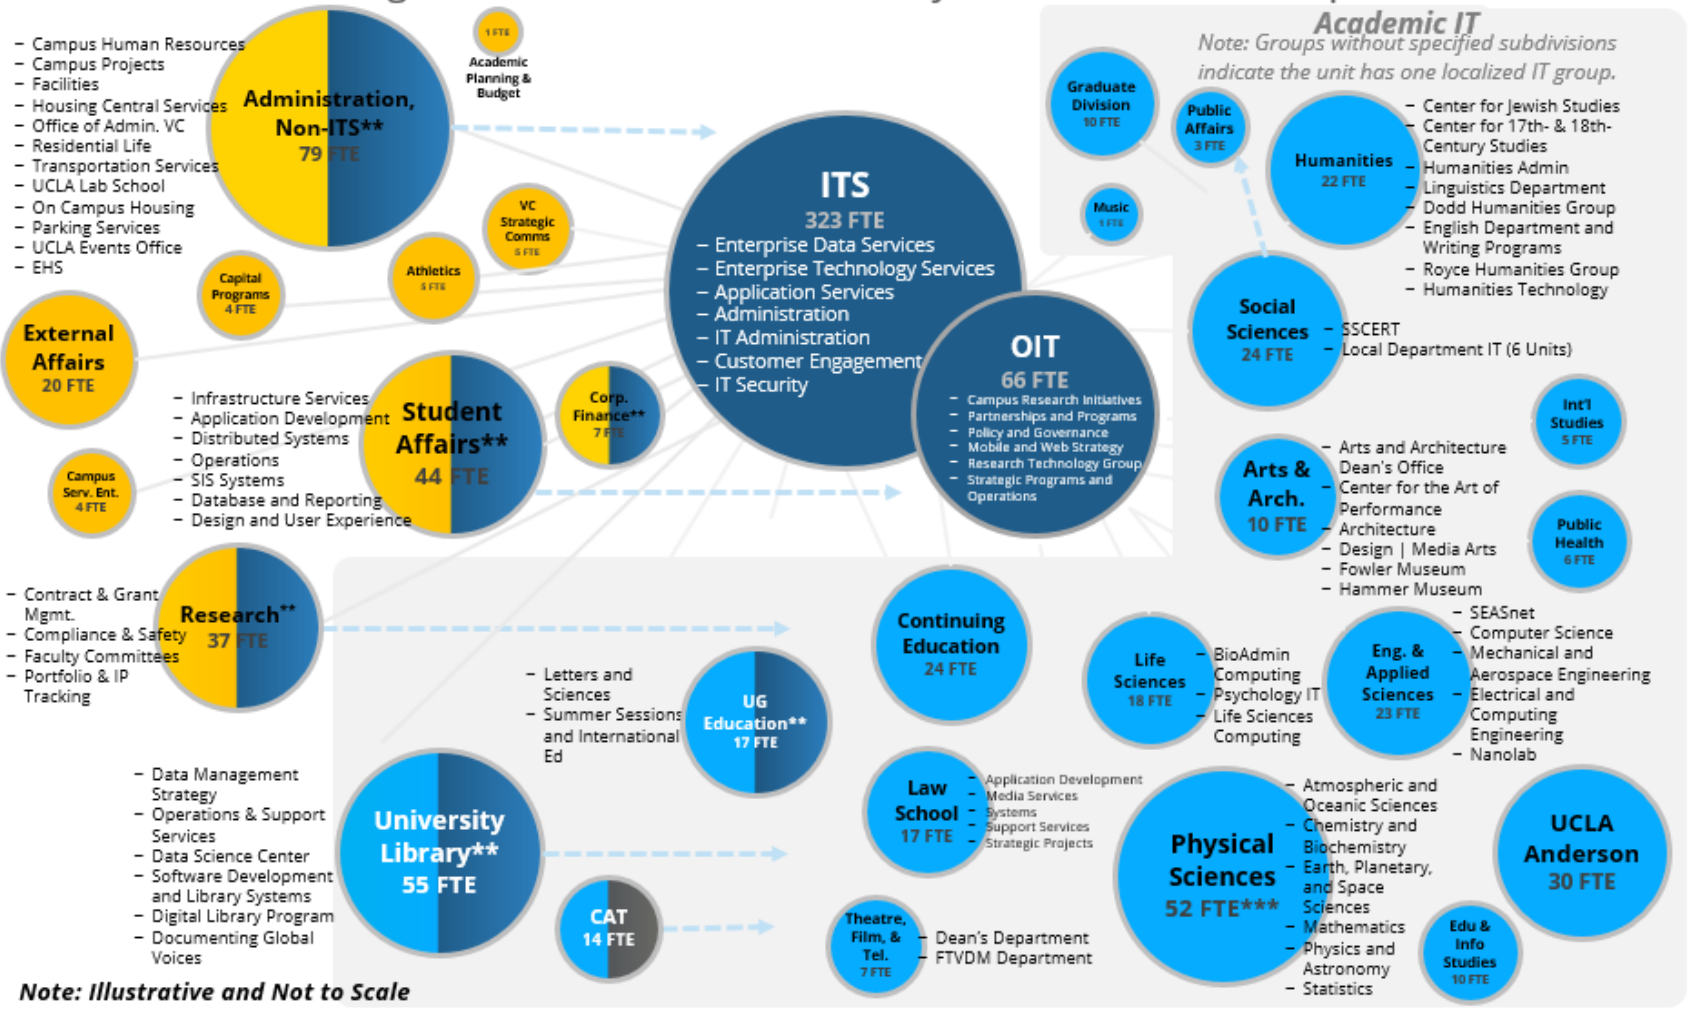 Academic IT
Note: Groups without specified subdivisions
indicate the unit has one localized IT group.
– Campus Human Resources
– Campus Projects
– Facilities
– Housing Central Services
– Office of Admin. VC
– Residential Life
– Transportation Services
– UCLA Lab School
– On Campus Housing
– Parking Services
– UCLA Events Office
– EHS
Administration,
Non-ITS**
79 FTE
1 FTE
Academic
Planning &
Budget
VC
Strategic
Comms
5 FTE
Athletics
5 FTE
Capital
Programs
4 FTE
External
Affairs
20 FTE
ITS
323 FTE
– Enterprise Data Services
– Enterprise Technology Services
– Application Services
– Administration
– IT Administration
– Customer Engagement
– IT Security
OIT
66 FTE
– Campus Research Initiatives
– Partnerships and Programs
– Policy and Governance
– Mobile and Web Strategy
– Research Technology Group
– Strategic Programs and
Operations
Graduate
Division
10 FTE
Public
Affairs
3 FTE
Music
1 FTE
Humanities
22 FTE
– Center for Jewish Studies
– Center for 17th- & 18th-
Century Studies
– Humanities Admin
– Linguistics Department
– Dodd Humanities Group
– English Department and
Writing Programs
– Royce Humanities Group
– Humanities Technology
Social
Sciences
24 FTE
– SSCERT
– Local Department IT (6 Units)
Int'l
Studies
5 FTE
Arts &
Arch.
10 FTE
– Arts and Architecture
Dean's Office
– Center for the Art of
Performance
– Architecture
– Design | Media Arts
– Fowler Museum
– Hammer Museum
Public
Health
6 FTE
– Infrastructure Services
– Application Development
– Distributed Systems
– Operations
– SIS Systems
– Database and Reporting
– Design and User Experience
Student
Affairs**
44 FTE
Corp.
Finance**
7 FTE
Campus
Serv. Ent.
4 FTE
– Contract & Grant
Mgmt.
– Compliance & Safety
– Faculty Committees
– Portfolio & IP
Tracking
Research**
37 FTE
– Letters and
Sciences
– Summer Sessions
and International
Ed
UG
Education**
17 FTE
Continuing
Education
24 FTE
Life
Sciences
18 FTE
– BioAdmin
Computing
– Psychology IT
– Life Sciences
Computing
Eng. &
Applied
Sciences
23 FTE
– SEASnet
– Computer Science
– Mechanical and
Aerospace Engineering
– Electrical and
Computing
Engineering
– Nanolab
– Data Management
Strategy
– Operations & Support
Services
– Data Science Center
– Software Development
and Library Systems
– Digital Library Program
– Documenting Global
Voices
University
Library**
55 FTE
CAT
14 FTE
Law
School
17 FTE
– Application Development
– Media Services
– Systems
– Support Services
– Strategic Projects
Theatre,
Film, &
Tel.
7 FTE
– Dean's Department
– FTVDM Department
Physical
Sciences
52 FTE***
– Atmospheric and
Oceanic Sciences
– Chemistry and
Biochemistry
– Earth, Planetary,
and Space
Sciences
– Mathematics
– Physics and
Astronomy
– Statistics
UCLA
Anderson
30 FTE
Edu &
Info
Studies
10 FTE
Note: Illustrative and Not to Scale